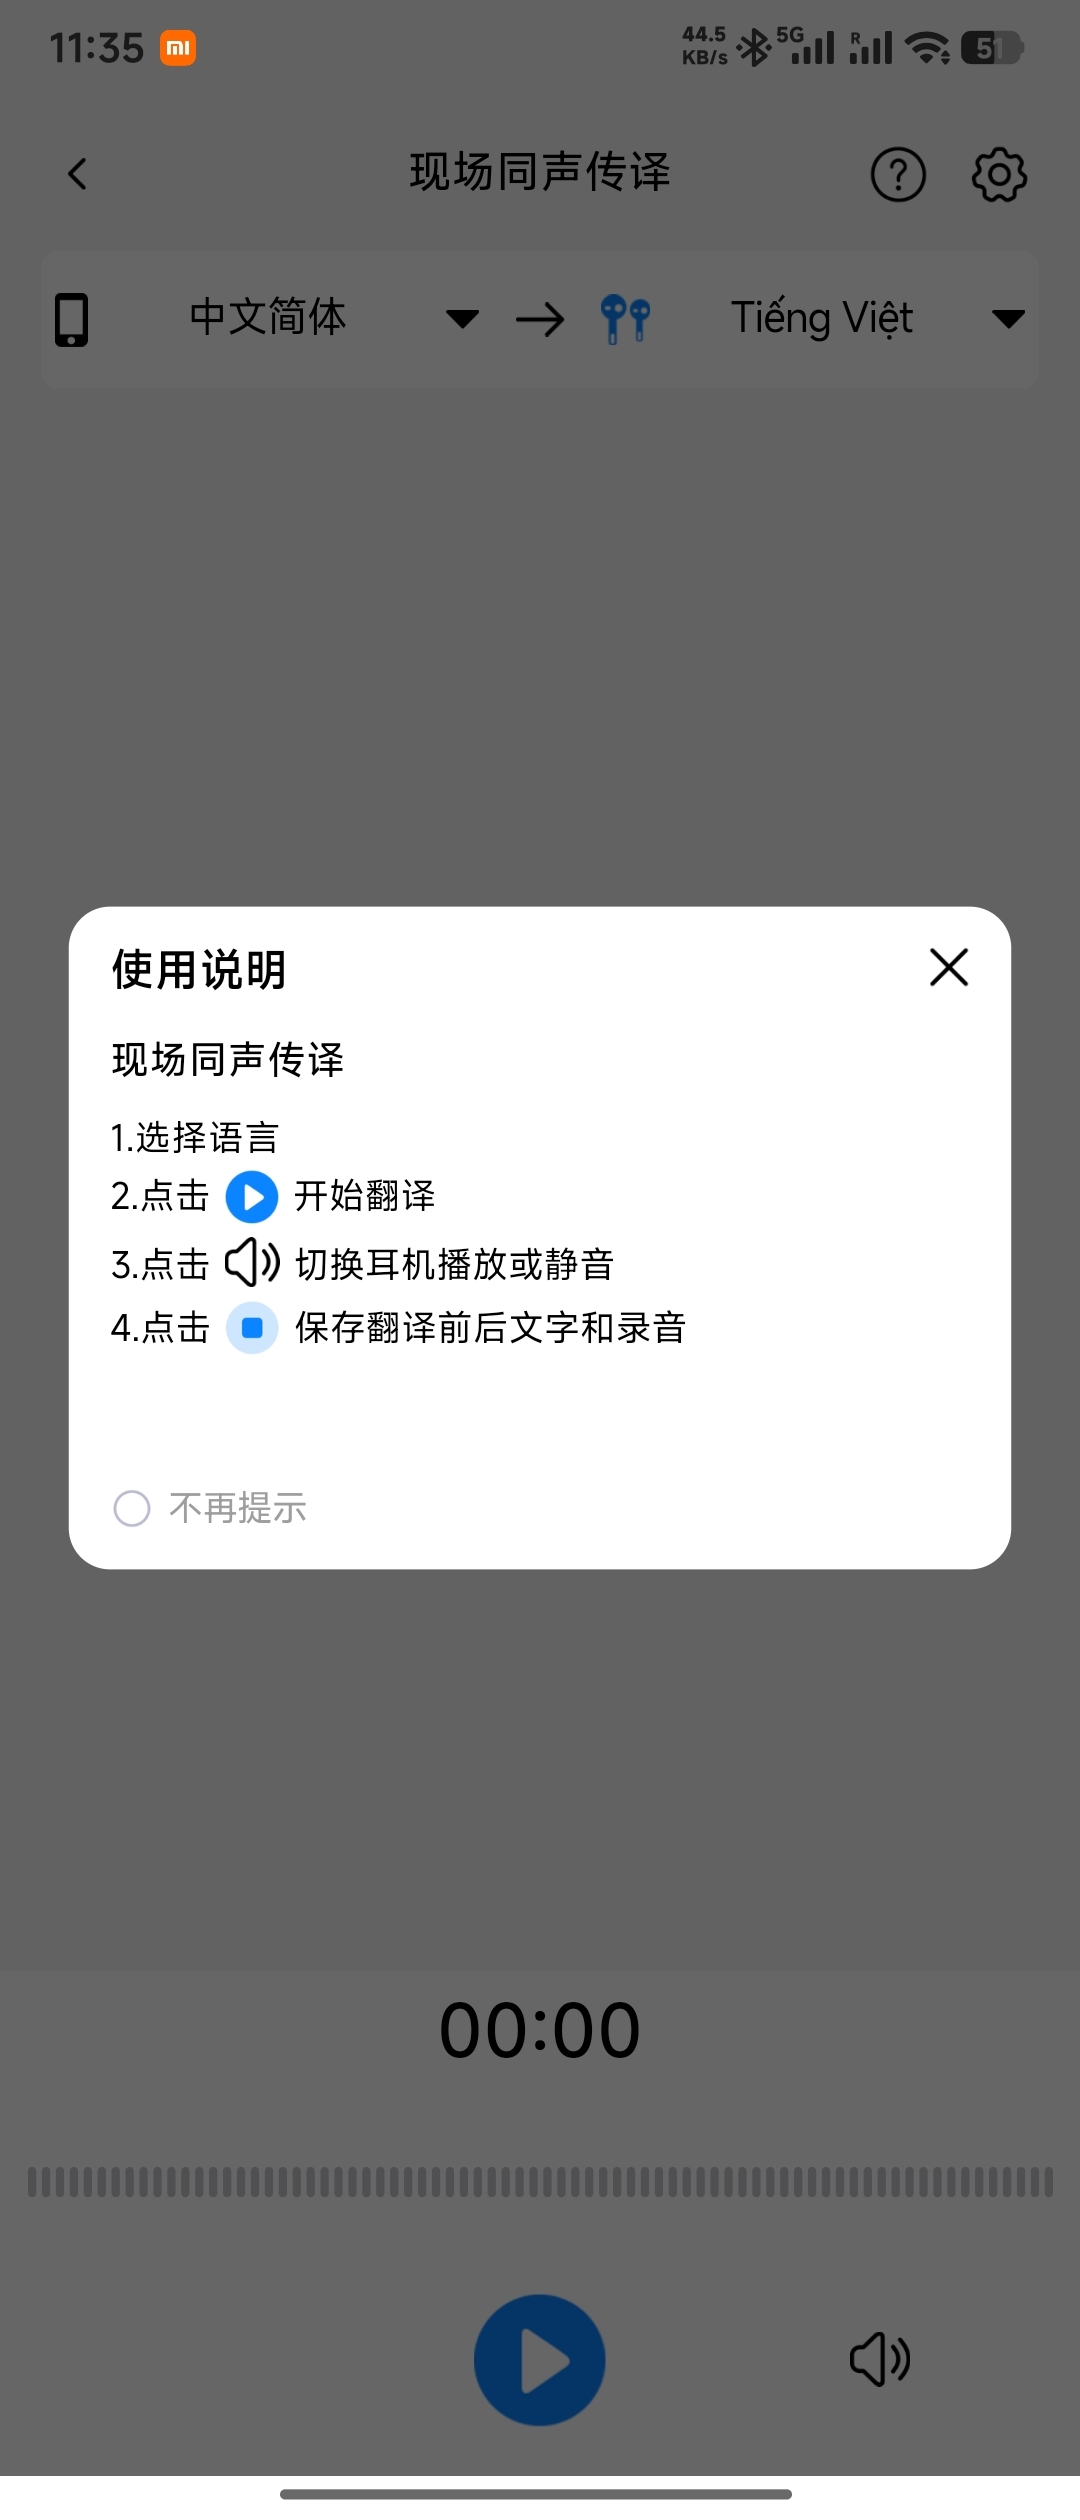 11:35
44.5 KB/s 5G R 51
现场同声传译
中文简体 Tiếng Việt
使用说明
现场同声传译
1.选择语言
2.点击 开始翻译
3.点击 切换耳机播放或静音
4.点击 保存翻译前后文字和录音
不再提示
00:00